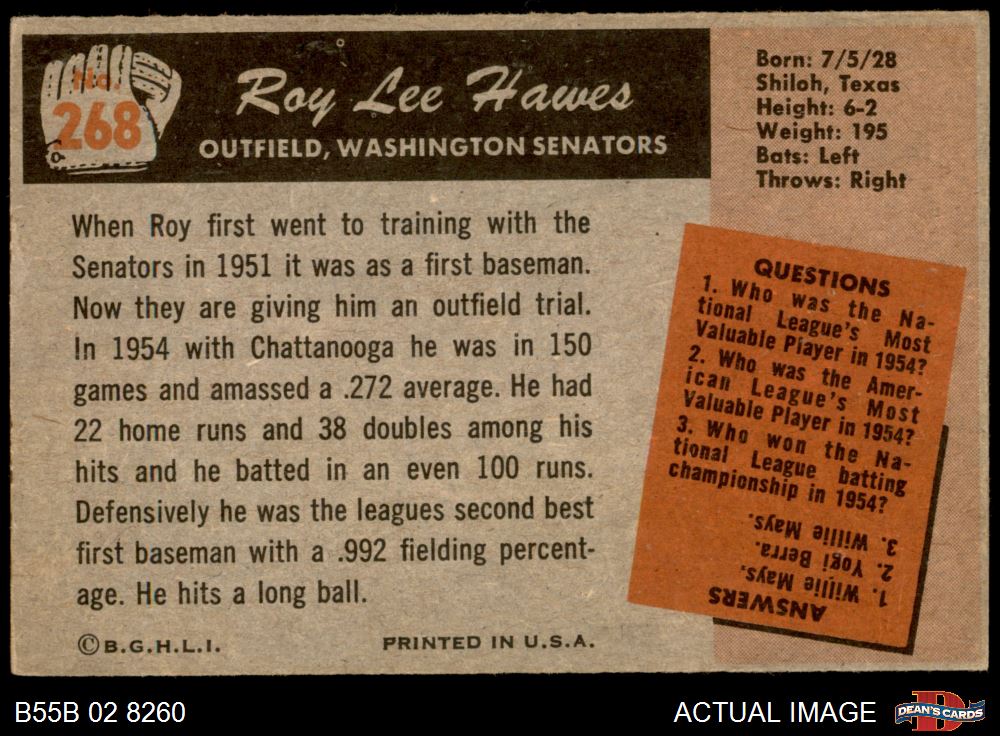 No.
268
Roy Lee Hawes
OUTFIELD, WASHINGTON SENATORS
Born: 7/5/28
Shiloh, Texas
Height: 6-2
Weight: 195
Bats: Left
Throws: Right
When Roy first went to training with the
Senators in 1951 it was as a first baseman.
Now they are giving him an outfield trial.
In 1954 with Chattanooga he was in 150
games and amassed a .272 average. He had
22 home runs and 38 doubles among his
hits and he batted in an even 100 runs.
Defensively he was the leagues second best
first baseman with a .992 fielding percent-
age. He hits a long ball.
©B.G.H.L.I.
PRINTED IN U.S.A.
QUESTIONS
1. Who was the Na-
tional League's Most
Valuable Player in 1954?
2. Who was the Amer-
ican League's Most
Valuable Player in 1954?
3. Who won the Na-
tional League batting
championship in 1954?
ANSWERS
1. Willie Mays.
2. Yogi Berra.
3. Willie Mays.
B55B 02 8260
ACTUAL IMAGE
DEAN'S CARDS